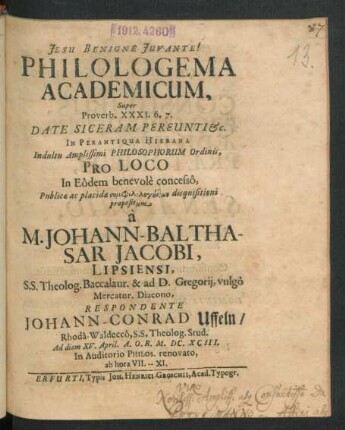 1912.4260
87
13.
JESU BENIGNE JUVANTE!
PHILOLOGEMA
ACADEMICUM,
Super
Proverb. XXXI. 6. 7.
DATE SICERAM PEREUNTI &c.
IN PERANTIQUA HIERANA
Indultu Amplissimi PHILOSOPHORUM Ordinis,
PRO LOCO
In Eôdem benevolè concessô,
Publicæ ac placidæ disquisitioni
propositum
à
M. JOHANN-BALTHA-
SAR JACOBI,
LIPSIENSI,
S.S. Theolog. Baccalaur. & ad D. Gregorij, vulgò
Mercator. Diacono,
RESPONDENTE
JOHANN-CONRAD Uffeln /
Rhodâ-Waldeccô, S.S. Theolog. Stud.
Ad diem XV. April. A. O. R. M. DC. XCIII.
In Auditorio PHILOS. renovato,
ab hora VII. -- XI.
ERFURTI, Typis JOH. HENRICI GROSCHII, Acad. Typogr.